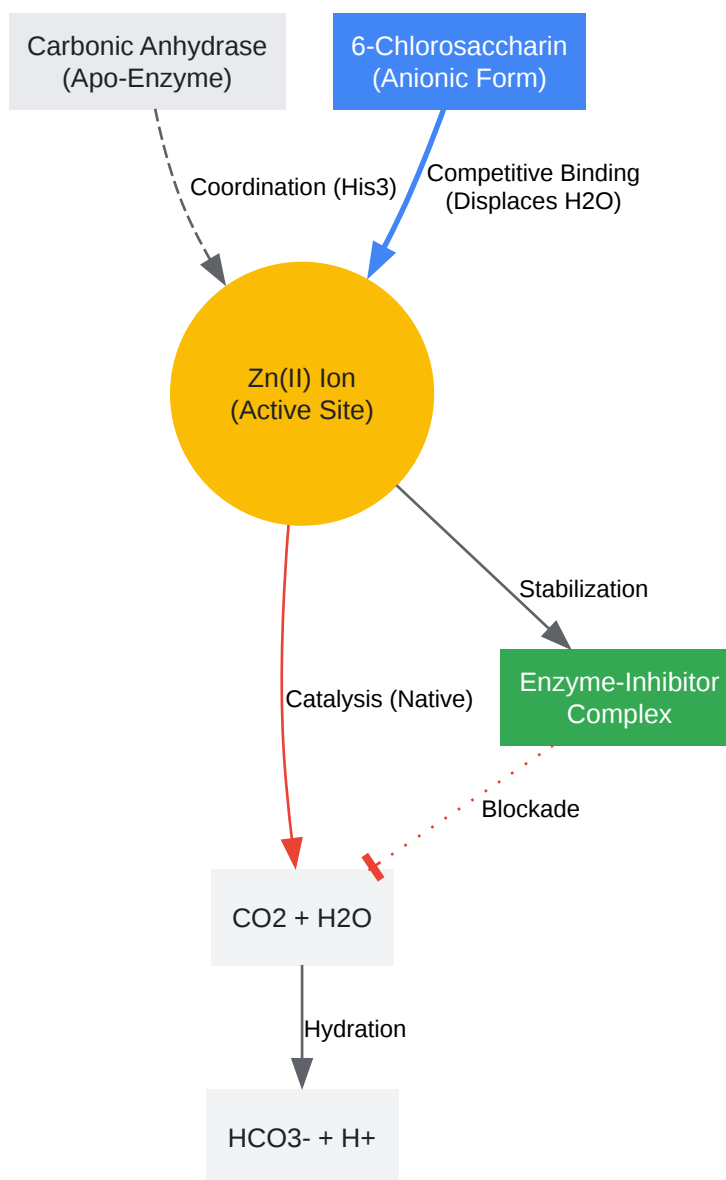 Carbonic Anhydrase
(Apo-Enzyme)
6-Chlorosaccharin
(Anionic Form)
Coordination (His3)
Competitive Binding
(Displaces H2O)
Zn(II) Ion
(Active Site)
Stabilization
Enzyme-Inhibitor
Complex
Catalysis (Native)
Blockade
CO2 + H2O
Hydration
HCO3- + H+